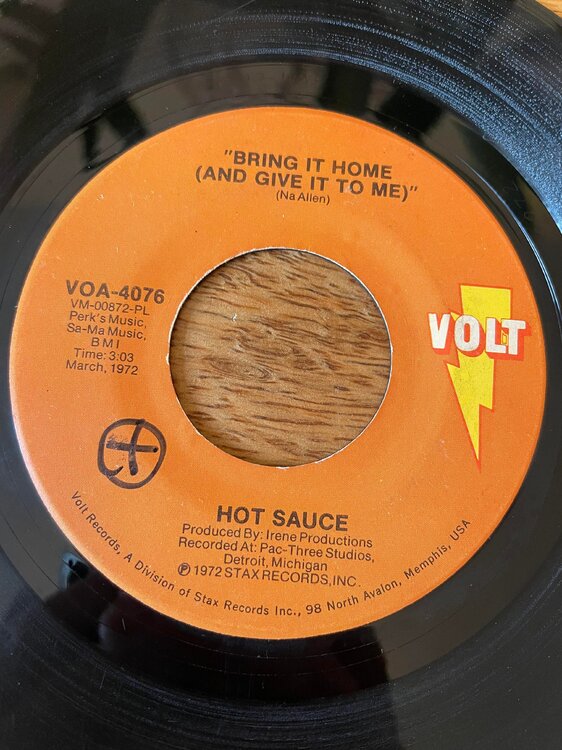 "BRING IT HOME
(AND GIVE IT TO ME)"
(Na Allen)
VOA-4076
VM-00872-PL
Perk's Music,
Sa-Ma Music,
B M I
Time: 3:03
March, 1972
VOLT
HOT SAUCE
Produced By: Irene Productions
Recorded At: Pac-Three Studios,
Detroit, Michigan
Ⓟ 1972 STAX RECORDS, INC.
Volt Records, A Division of Stax Records Inc., 98 North Avalon, Memphis, USA